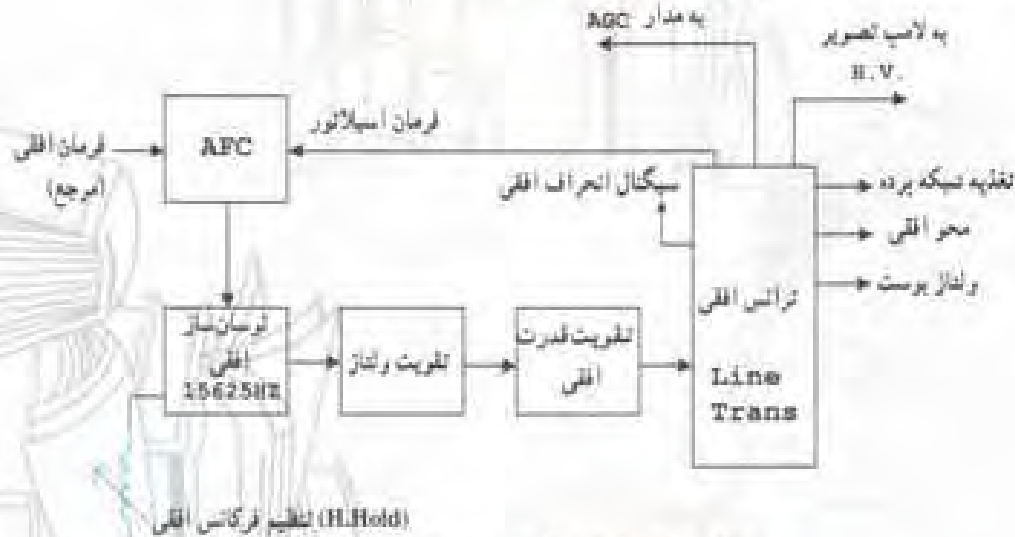 به مدار AGC
به لامپ تصویر
H.V.
AFC
فرمان اسیلاتور
فرمان افقی
(مرجع)
سیگنال انحراف افقی
تغذیه شبکه پرده
محو افقی
ولتاژ بوست
ترانس افقی
Line
Trans
نوسان‌ساز
افقی
15625HZ
تقویت ولتاژ
تقویت قدرت
افقی
تنظیم فرکانس افقی (H.Hold)